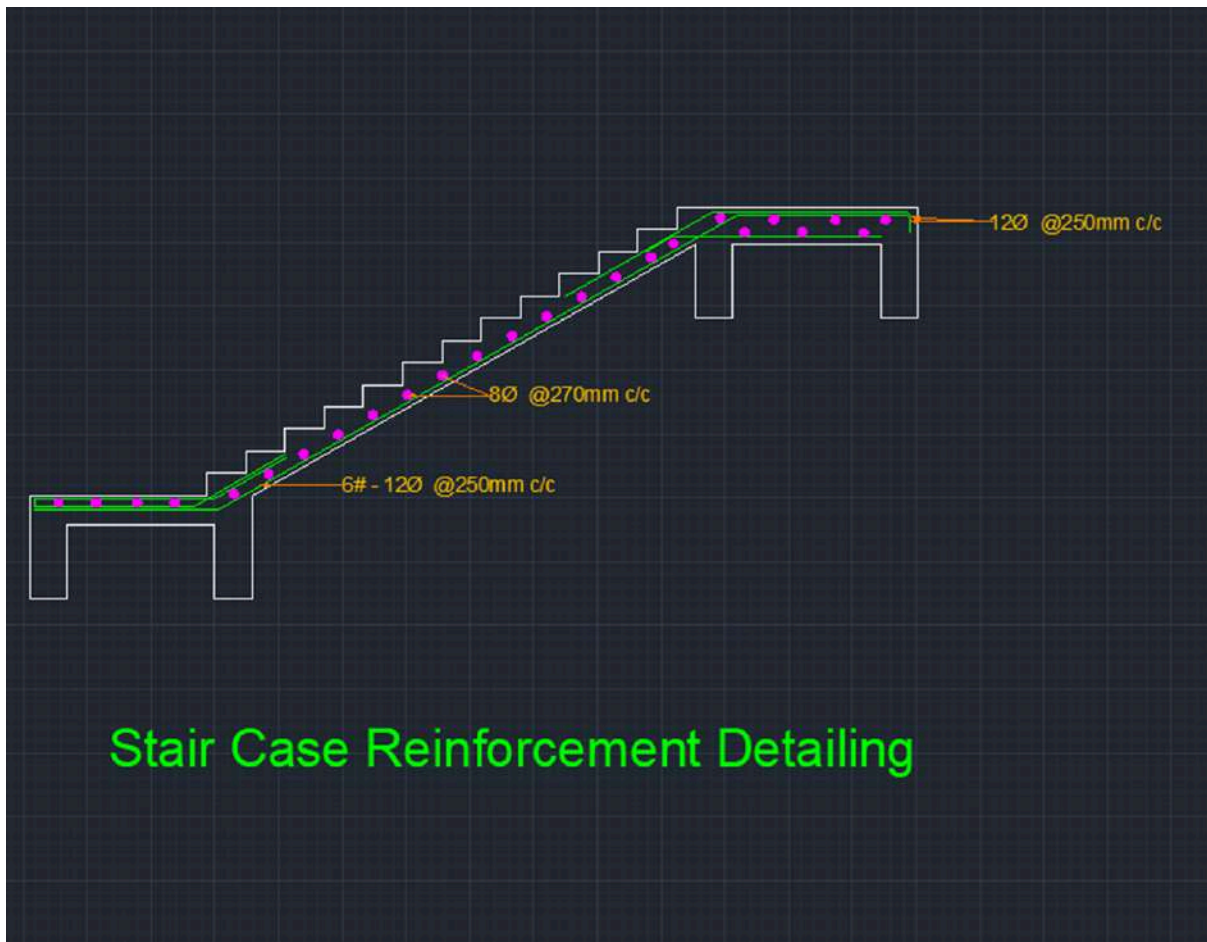 12Ø @250mm c/c
8Ø @270mm c/c
6# - 12Ø @250mm c/c
Stair Case Reinforcement Detailing